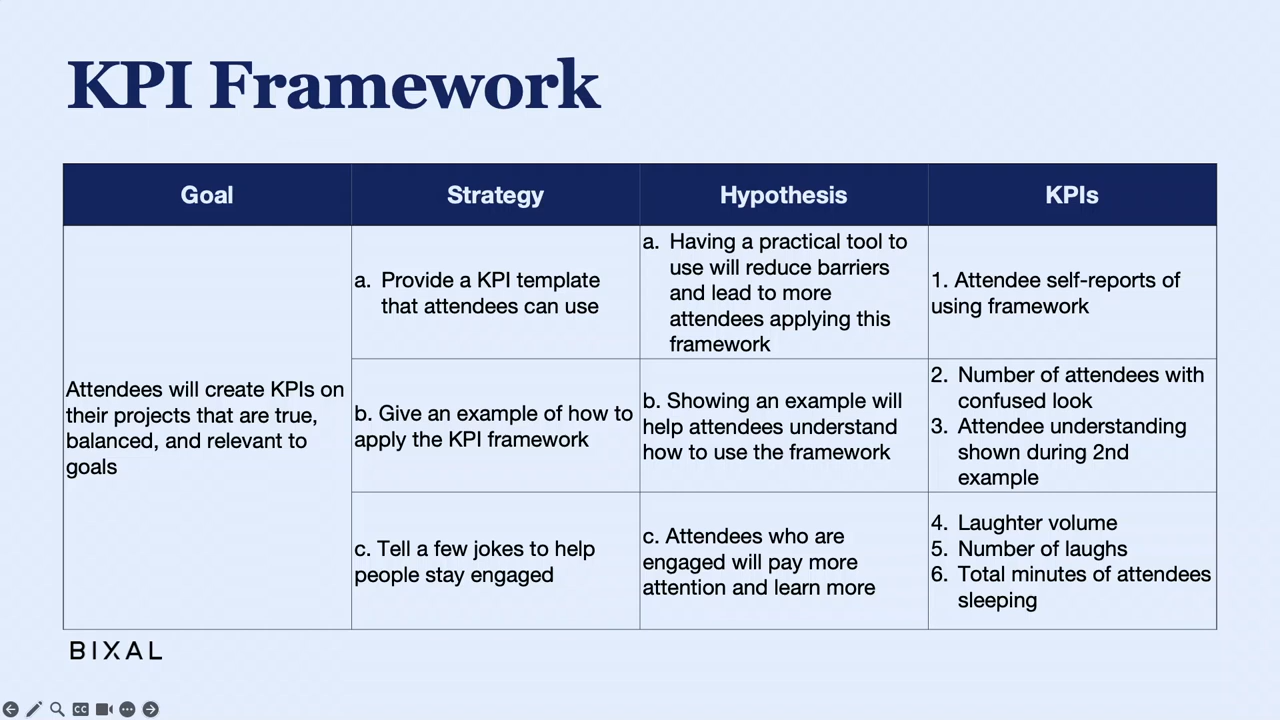 KPI Framework
Goal
Strategy
Hypothesis
KPIs
Attendees will create KPIs on
their projects that are true,
balanced, and relevant to
goals
a. Provide a KPI template
that attendees can use
a. Having a practical tool to
use will reduce barriers
and lead to more
attendees applying this
framework
1. Attendee self-reports of
using framework
b. Give an example of how to
apply the KPI framework
b. Showing an example will
help attendees understand
how to use the framework
2. Number of attendees with
confused look
3. Attendee understanding
shown during 2nd
example
c. Tell a few jokes to help
people stay engaged
c. Attendees who are
engaged will pay more
attention and learn more
4. Laughter volume
5. Number of laughs
6. Total minutes of attendees
sleeping
BIXAL
CC